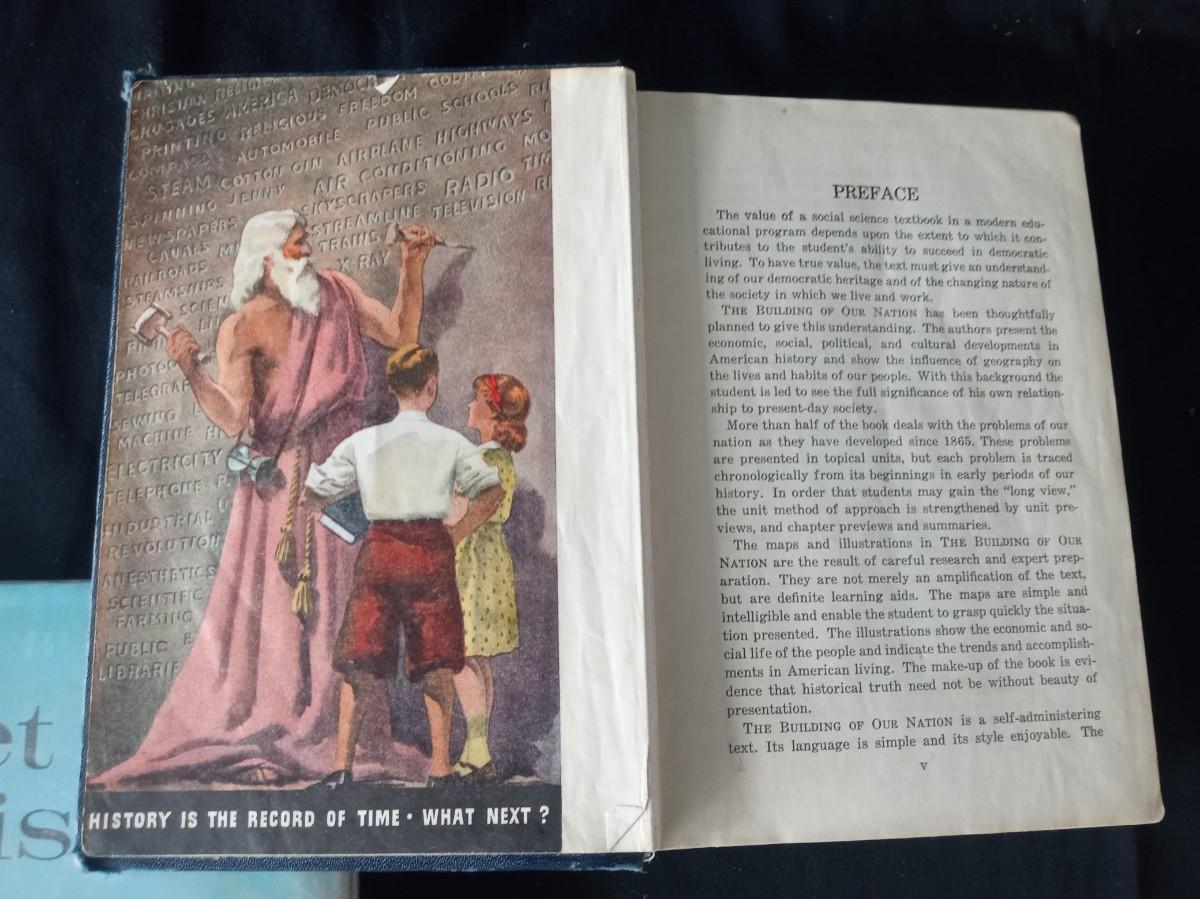 CHRISTIAN RELIGION
CRUSADES AMERICA DEMOCR
PRINTING RELIGIOUS FREEDOM
COMPASS AUTOMOBILE PUBLIC SCHOOLS
STEAM COTTON GIN AIRPLANE HIGHWAYS
SPINNING JENNY AIR CONDITIONING MO
NEWSPAPERS SKYSCRAPERS RADIO TIM
CANALS STREAMLINE TELEVISION
RAILROADS TRAINS
STEAMSHIPS X RAY
SCIEN
PHOTOG
TELEGRAP
SEWING
MACHINE
ELECTRICITY
TELEPHONE
INDUSTRIAL
REVOLUTION
ANESTHETICS
SCIENTIFIC
FARMING
PUBLIC
LIBRARIE
HISTORY IS THE RECORD OF TIME • WHAT NEXT?
et
is
PREFACE
The value of a social science textbook in a modern edu-
cational program depends upon the extent to which it con-
tributes to the student's ability to succeed in democratic
living. To have true value, the text must give an understand-
ing of our democratic heritage and of the changing nature of
the society in which we live and work.
THE BUILDING OF OUR NATION has been thoughtfully
planned to give this understanding. The authors present the
economic, social, political, and cultural developments in
American history and show the influence of geography on
the lives and habits of our people. With this background the
student is led to see the full significance of his own relation-
ship to present-day society.
More than half of the book deals with the problems of our
nation as they have developed since 1865. These problems
are presented in topical units, but each problem is traced
chronologically from its beginnings in early periods of our
history. In order that students may gain the "long view,"
the unit method of approach is strengthened by unit pre-
views, and chapter previews and summaries.
The maps and illustrations in THE BUILDING OF OUR
NATION are the result of careful research and expert prep-
aration. They are not merely an amplification of the text,
but are definite learning aids. The maps are simple and
intelligible and enable the student to grasp quickly the situa-
tion presented. The illustrations show the economic and so-
cial life of the people and indicate the trends and accomplish-
ments in American living. The make-up of the book is evi-
dence that historical truth need not be without beauty of
presentation.
THE BUILDING OF OUR NATION is a self-administering
text. Its language is simple and its style enjoyable. The
v